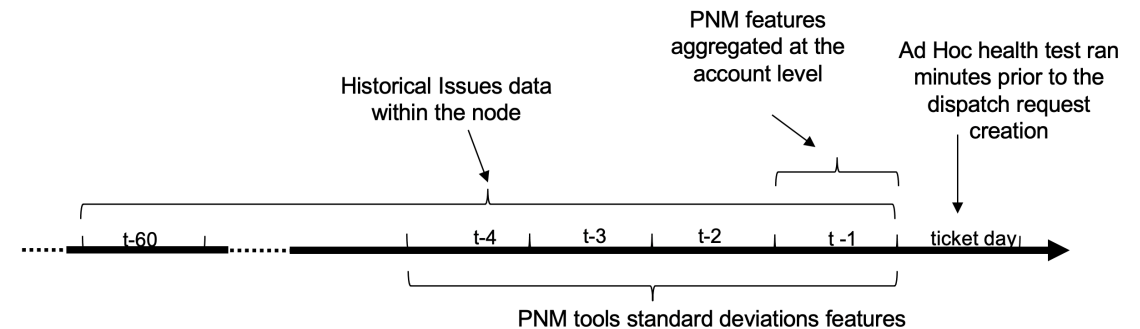 PNM features
aggregated at the
account level
Ad Hoc health test ran
minutes prior to the
dispatch request
creation
Historical Issues data
within the node
t-60
t-4
t-3
t-2
t -1
ticket day
PNM tools standard deviations features